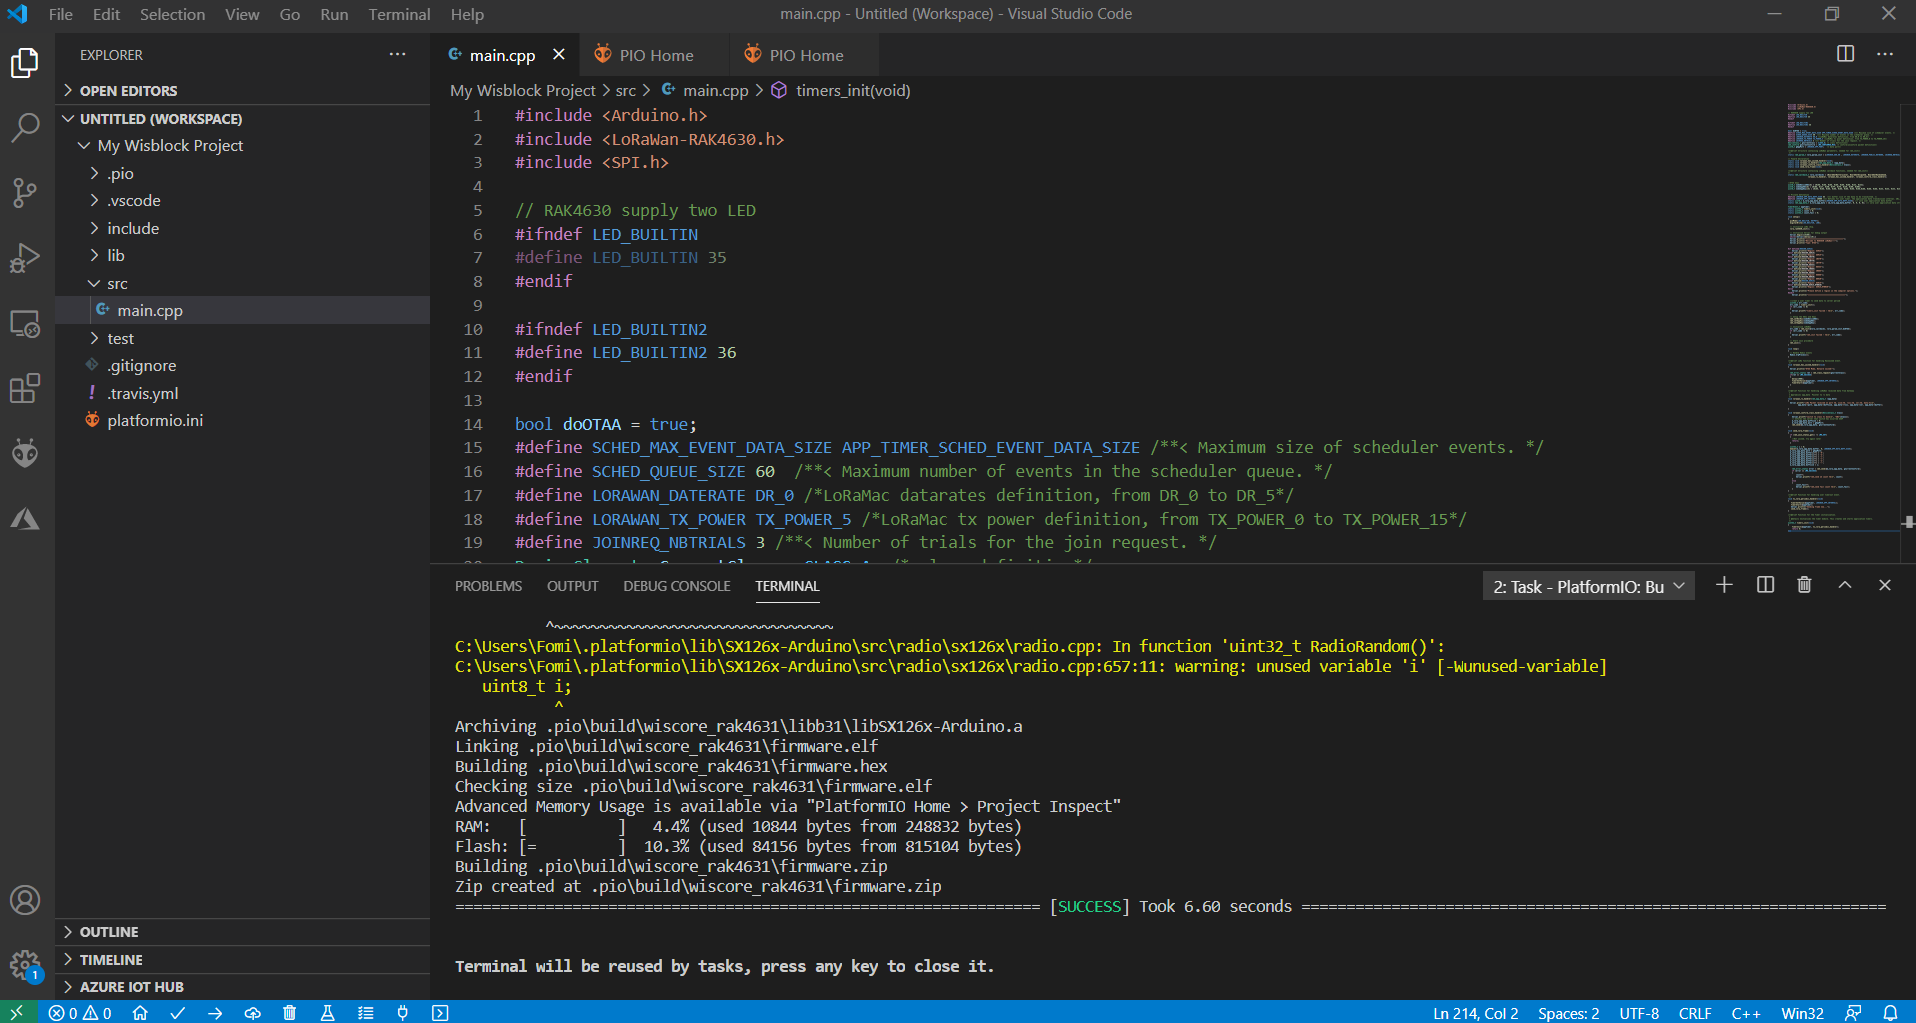 File Edit Selection View Go Run Terminal Help
main.cpp - Untitled (Workspace) - Visual Studio Code
EXPLORER
OPEN EDITORS
UNTITLED (WORKSPACE)
My Wisblock Project
.pio
.vscode
include
lib
src
main.cpp
test
.gitignore
! .travis.yml
platformio.ini
OUTLINE
TIMELINE
AZURE IOT HUB
1
main.cpp PIO Home PIO Home
My Wisblock Project > src > main.cpp > timers_init(void)
1 #include <Arduino.h>
2 #include <LoRaWan-RAK4630.h>
3 #include <SPI.h>
4
5 // RAK4630 supply two LED
6 #ifndef LED_BUILTIN
7 #define LED_BUILTIN 35
8 #endif
9
10 #ifndef LED_BUILTIN2
11 #define LED_BUILTIN2 36
12 #endif
13
14 bool doOTAA = true;
15 #define SCHED_MAX_EVENT_DATA_SIZE APP_TIMER_SCHED_EVENT_DATA_SIZE /**< Maximum size of scheduler events. */
16 #define SCHED_QUEUE_SIZE 60 /**< Maximum number of events in the scheduler queue. */
17 #define LORAWAN_DATERATE DR_0 /*LoRaMac datarates definition, from DR_0 to DR_5*/
18 #define LORAWAN_TX_POWER TX_POWER_5 /*LoRaMac tx power definition, from TX_POWER_0 to TX_POWER_15*/
19 #define JOINREQ_NBTRIALS 3 /**< Number of trials for the join request. */
PROBLEMS OUTPUT DEBUG CONSOLE TERMINAL
2: Task - PlatformIO: Bu
^~~~~~~~~~~~~~~~~~~~~~~~~~~~~~~~
C:\Users\Fomi\.platformio\lib\SX126x-Arduino\src\radio\sx126x\radio.cpp: In function 'uint32_t RadioRandom()':
C:\Users\Fomi\.platformio\lib\SX126x-Arduino\src\radio\sx126x\radio.cpp:657:11: warning: unused variable 'i' [-Wunused-variable]
uint8_t i;
^
Archiving .pio\build\wiscore_rak4631\libb31\libSX126x-Arduino.a
Linking .pio\build\wiscore_rak4631\firmware.elf
Building .pio\build\wiscore_rak4631\firmware.hex
Checking size .pio\build\wiscore_rak4631\firmware.elf
Advanced Memory Usage is available via "PlatformIO Home > Project Inspect"
RAM: [ ] 4.4% (used 10844 bytes from 248832 bytes)
Flash: [= ] 10.3% (used 84156 bytes from 815104 bytes)
Building .pio\build\wiscore_rak4631\firmware.zip
Zip created at .pio\build\wiscore_rak4631\firmware.zip
================================================================= [SUCCESS] Took 6.60 seconds =================================================================
Terminal will be reused by tasks, press any key to close it.
0 0
Ln 214, Col 2 Spaces: 2 UTF-8 CRLF C++ Win32